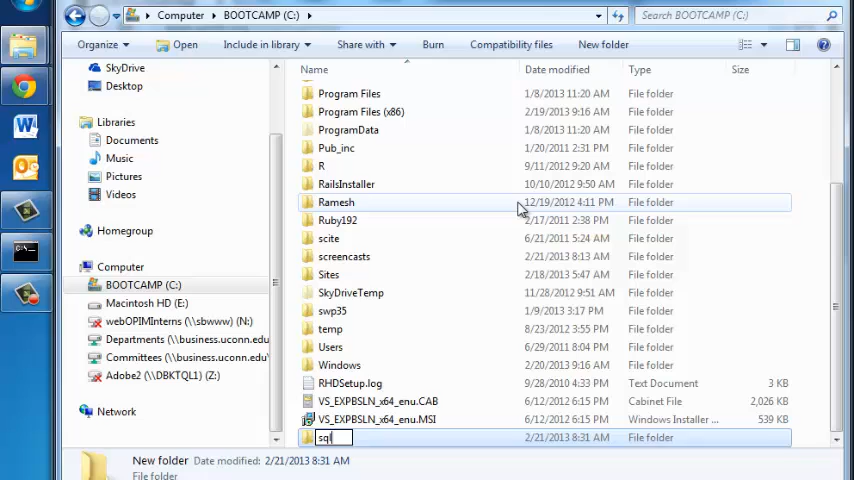 Computer ▸ BOOTCAMP (C:) ▸ Search BOOTCAMP (C:)
Organize Open Include in library Share with Burn Compatibility files New folder
Name Date modified Type Size
SkyDrive
Desktop
Libraries
Documents
Music
Pictures
Videos
Homegroup
Computer
BOOTCAMP (C:)
Macintosh HD (E:)
webOPIMInterns (\\sbwww) (N:)
Departments (\\business.uconn.edu
Committees (\\business.uconn.edu
Adobe2 (\\DBKTQL1) (Z:)
Network
Program Files 1/8/2013 11:20 AM File folder
Program Files (x86) 2/19/2013 9:16 AM File folder
ProgramData 1/8/2013 11:20 AM File folder
Pub_inc 1/20/2011 2:31 PM File folder
R 9/11/2012 9:20 AM File folder
RailsInstaller 10/10/2012 9:50 AM File folder
Ramesh 12/19/2012 4:11 PM File folder
Ruby192 2/17/2011 2:38 PM File folder
scite 6/21/2011 5:24 AM File folder
screencasts 2/21/2013 8:13 AM File folder
Sites 2/18/2013 5:47 AM File folder
SkyDriveTemp 11/28/2012 9:51 AM File folder
swp35 1/9/2013 3:17 PM File folder
temp 8/23/2012 3:55 PM File folder
Users 6/29/2011 8:04 PM File folder
Windows 2/20/2013 9:16 AM File folder
RHDSetup.log 9/28/2010 4:33 PM Text Document 3 KB
VS_EXPBSLN_x64_enu.CAB 6/12/2012 6:15 PM Cabinet File 2,026 KB
VS_EXPBSLN_x64_enu.MSI 6/12/2012 6:15 PM Windows Installer ... 539 KB
sql 2/21/2013 8:31 AM File folder
New folder Date modified: 2/21/2013 8:31 AM
File folder